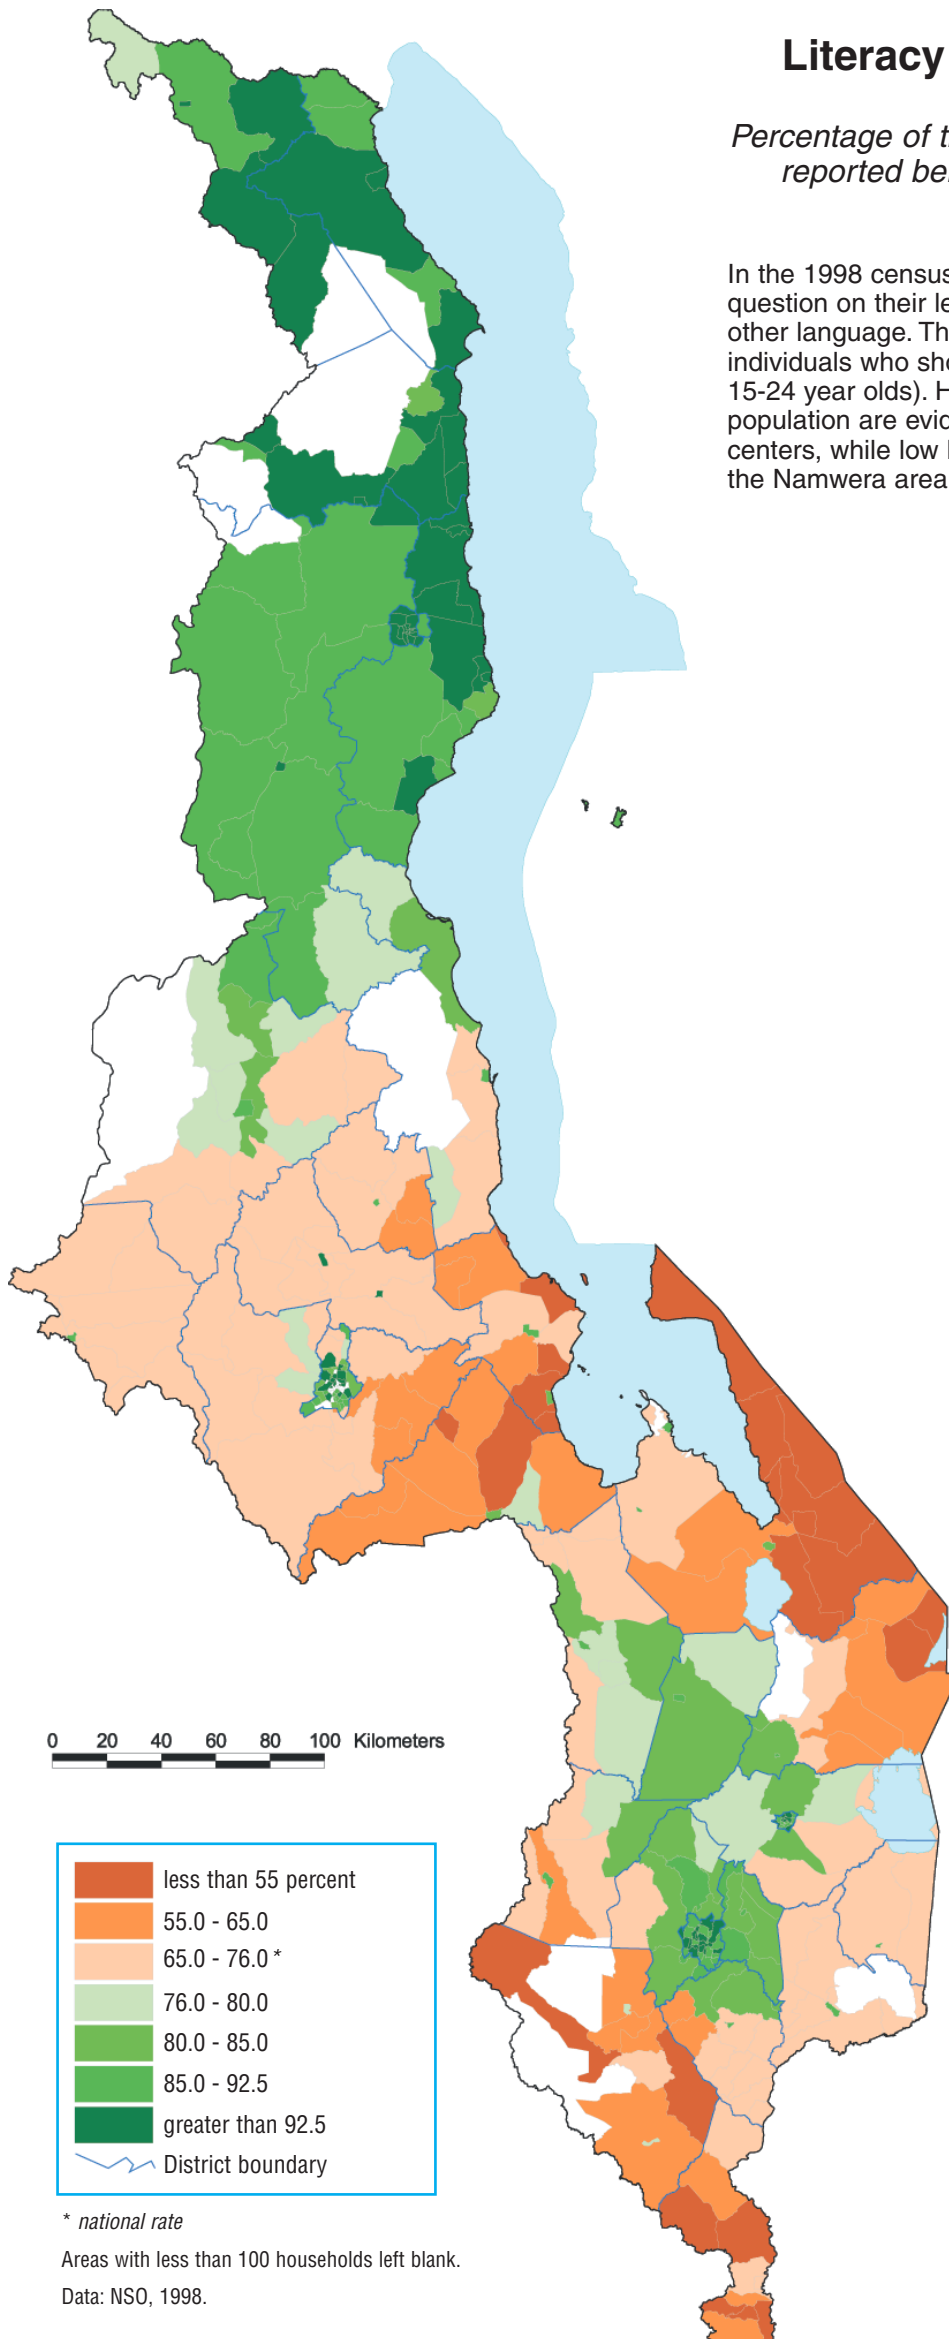 Literacy
Percentage of t
reported be
In the 1998 census
question on their le
other language. Th
individuals who sho
15-24 year olds). H
population are evid
centers, while low l
the Namwera area
0 20 40 60 80 100 Kilometers
less than 55 percent
55.0 - 65.0
65.0 - 76.0 *
76.0 - 80.0
80.0 - 85.0
85.0 - 92.5
greater than 92.5
District boundary
* national rate
Areas with less than 100 households left blank.
Data: NSO, 1998.